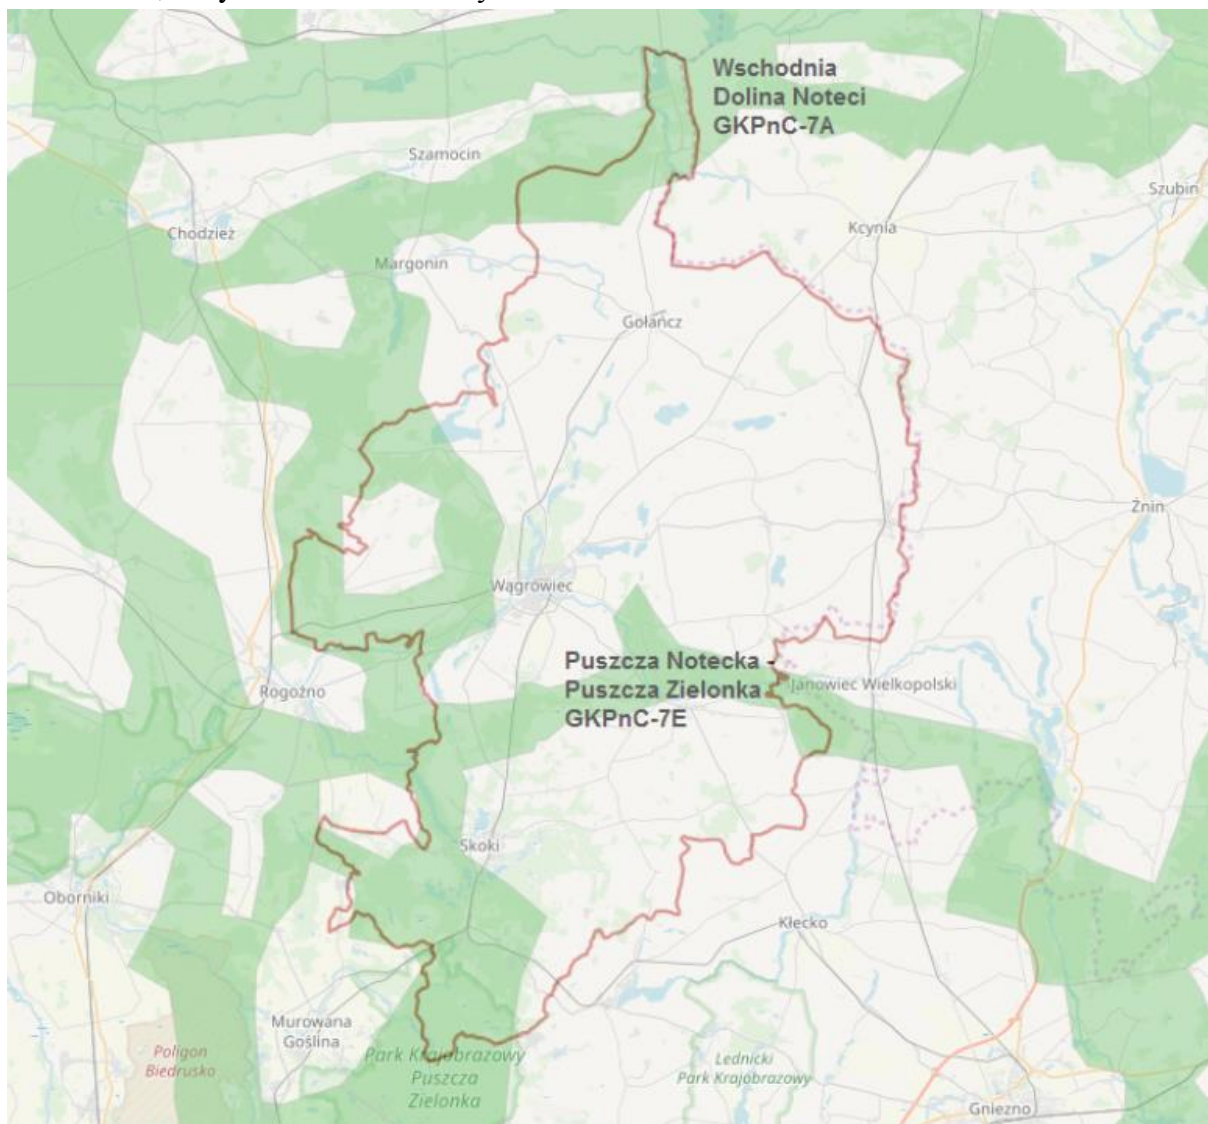 Wschodnia
Dolina Noteci
GKPnC-7A
Szamocin
Szubin
Chodzież
Kcynia
Margonin
Gołańcz
Żnin
Wągrowiec
Puszcza Notecka -
Puszcza Zielonka -
GKPnC-7E
Janowiec Wielkopolski
Rogoźno
Skoki
Oborniki
Kłecko
Murowana
Goślina
Poligon
Biedrusko
Park Krajobrazowy
Puszcza
Zielonka
Lednicki
Park Krajobrazowy
Gniezno